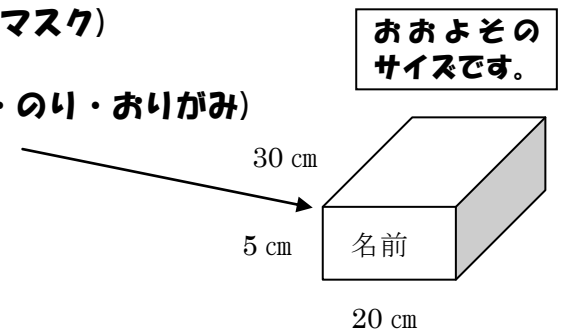 マスク)
おおよその
サイズです。
・のり・おりがみ)
30 ㎝
5 ㎝
名前
20 ㎝